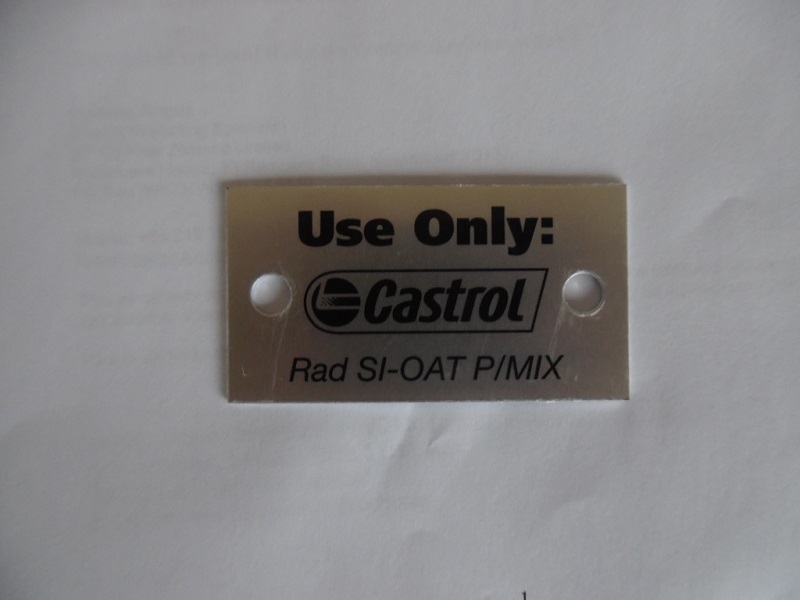 Use Only:
Castrol
Rad SI-OAT P/MIX